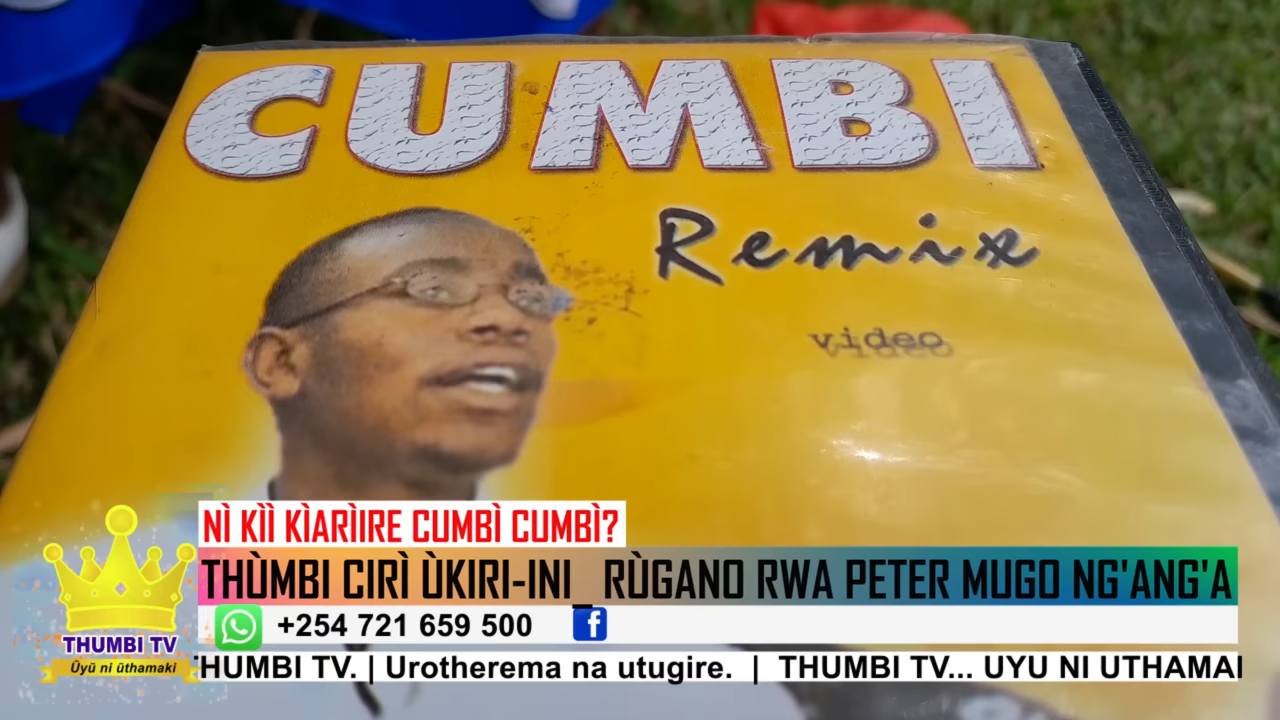 CUMBI
Remix
video
NÌ KÌÌ KÌARÌIRE CUMBÌ CUMBÌ?
THÙMBI CIRÌ ÙKIRI-INI_ RÙGANO RWA PETER MUGO NG'ANG'A
+254 721 659 500
THUMBI TV
Ũyũ ni ũthamaki
HUMBI TV. | Urotherema na utugire. | THUMBI TV... UYU NI UTHAMAI